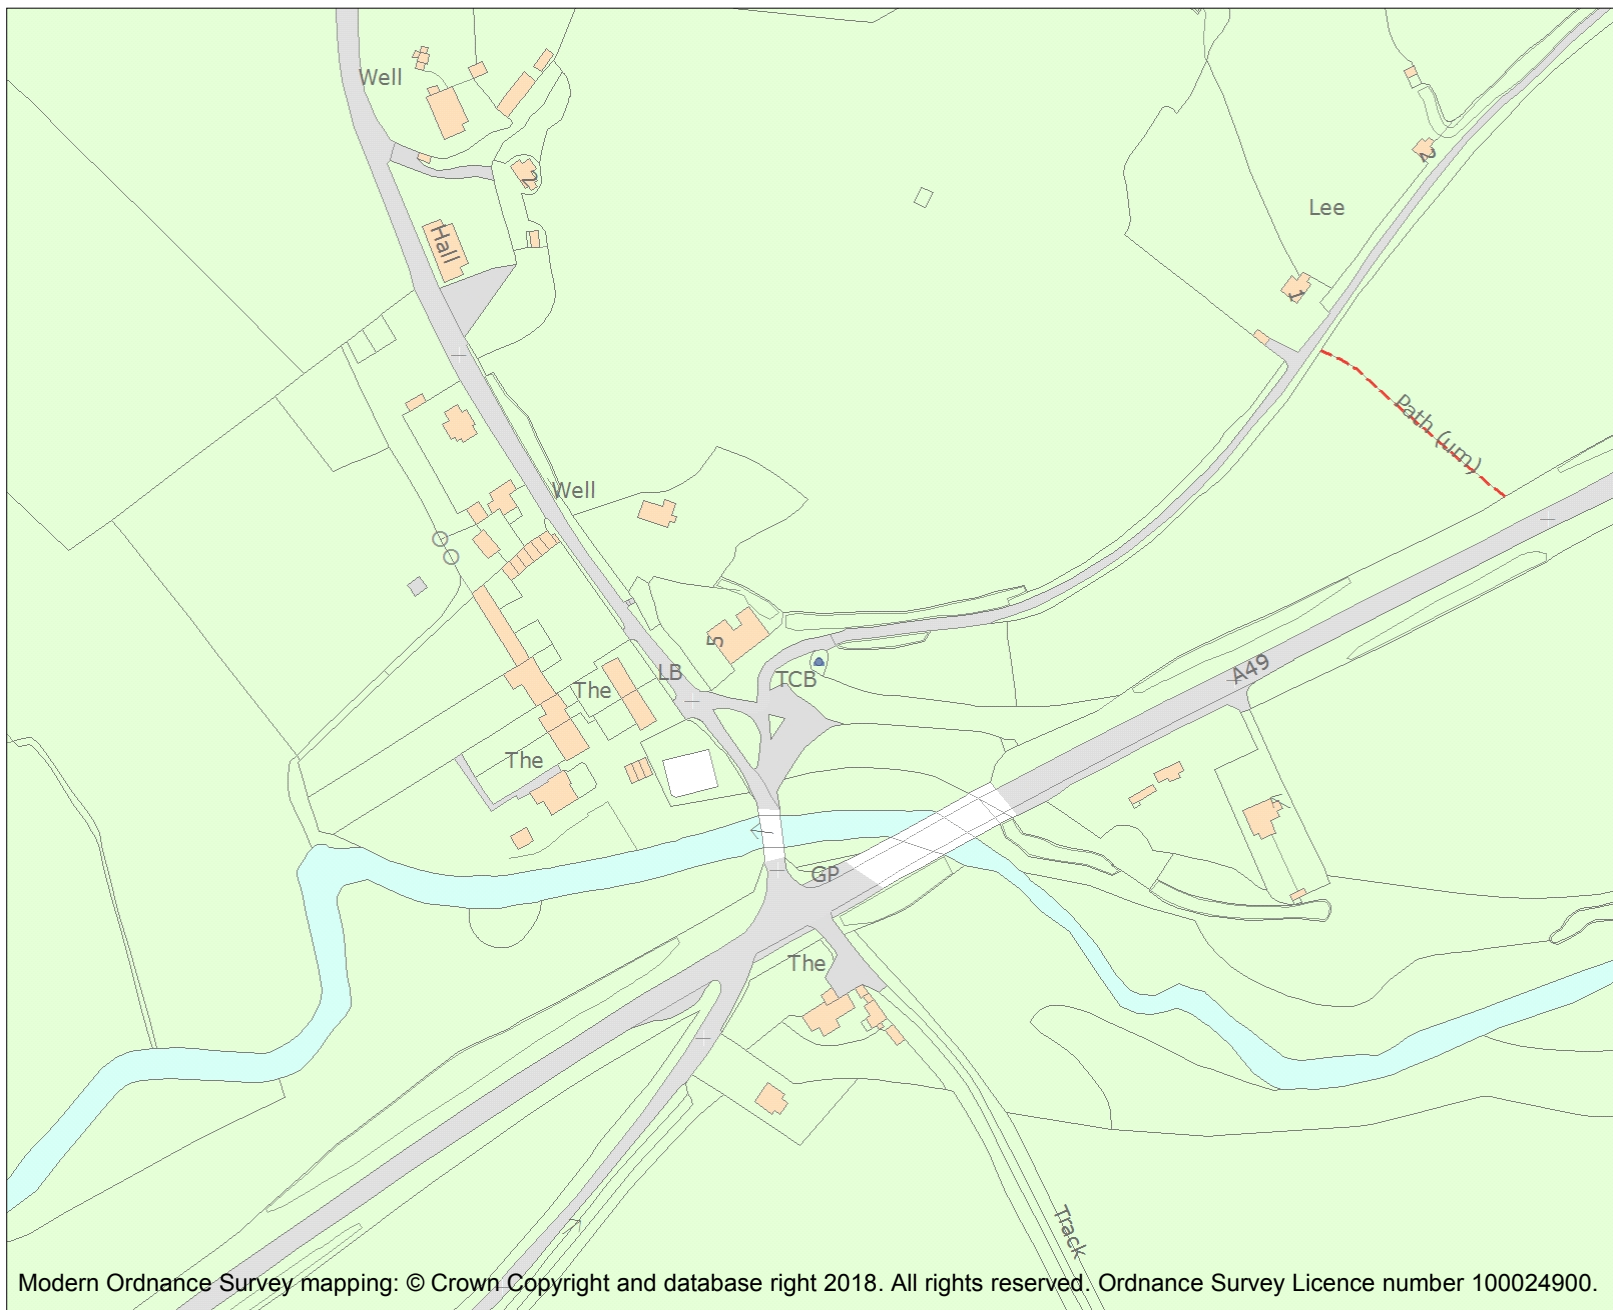 Well
2
2
Lee
Hall
1
Path (um)
Well
5
LB
TCB
A49
The
The
GP
The
Track
Modern Ordnance Survey mapping: © Crown Copyright and database right 2018. All rights reserved. Ordnance Survey Licence number 100024900.